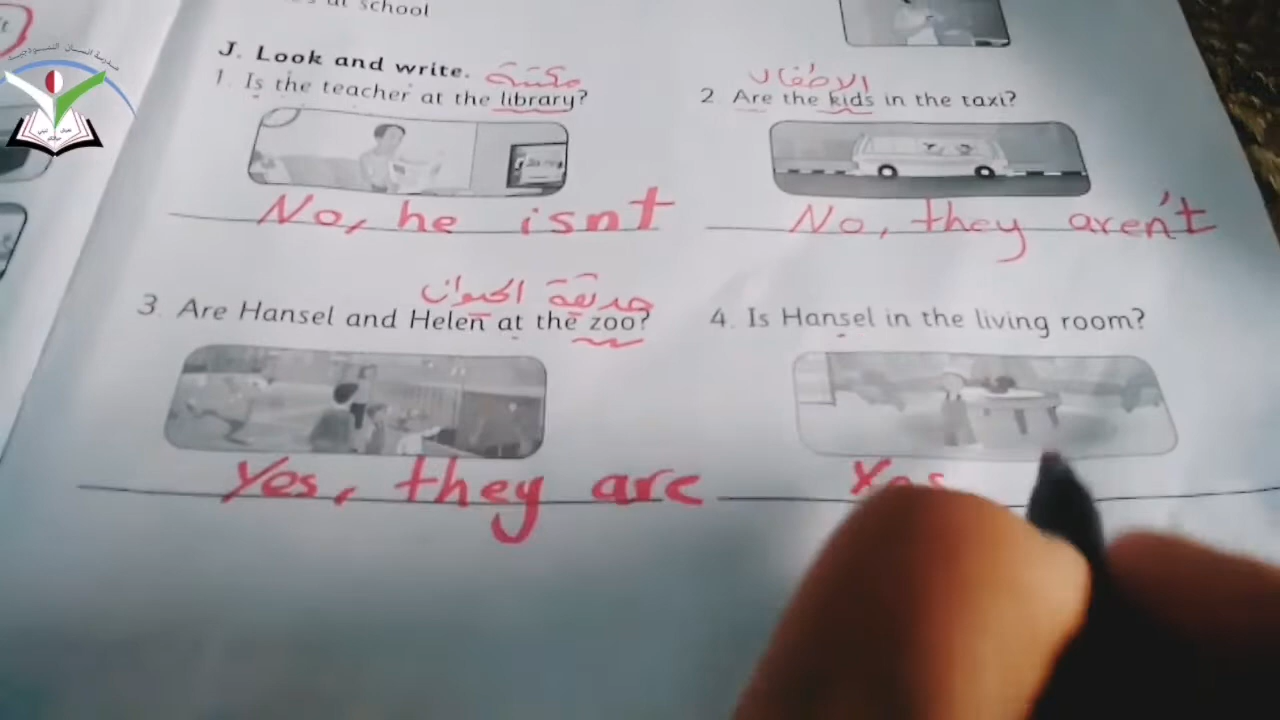 at school
J. Look and write.
مكتبة
1. Is the teacher at the library?
No, he isnt
الاطفال
2. Are the kids in the taxi?
No, they aren't
حديقة الحيوان
3. Are Hansel and Helen at the zoo?
Yes, they are
4. Is Hansel in the living room?
Yes